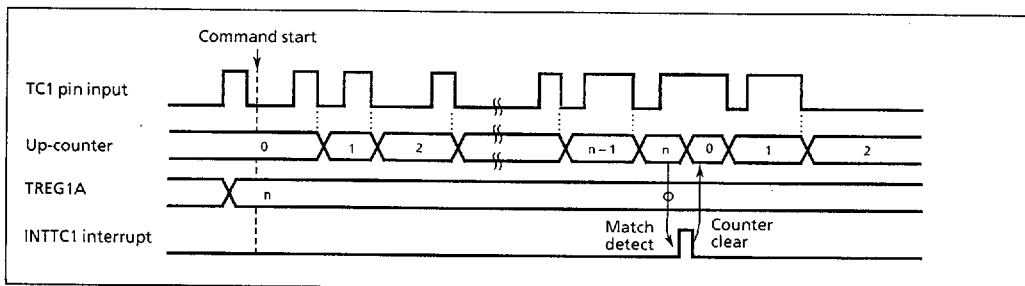 Command start
TC1 pin input
Up-counter
0 1 2 n – 1 n 0 1 2
TREG1A
n
INTTC1 interrupt
Match
detect
Counter
clear